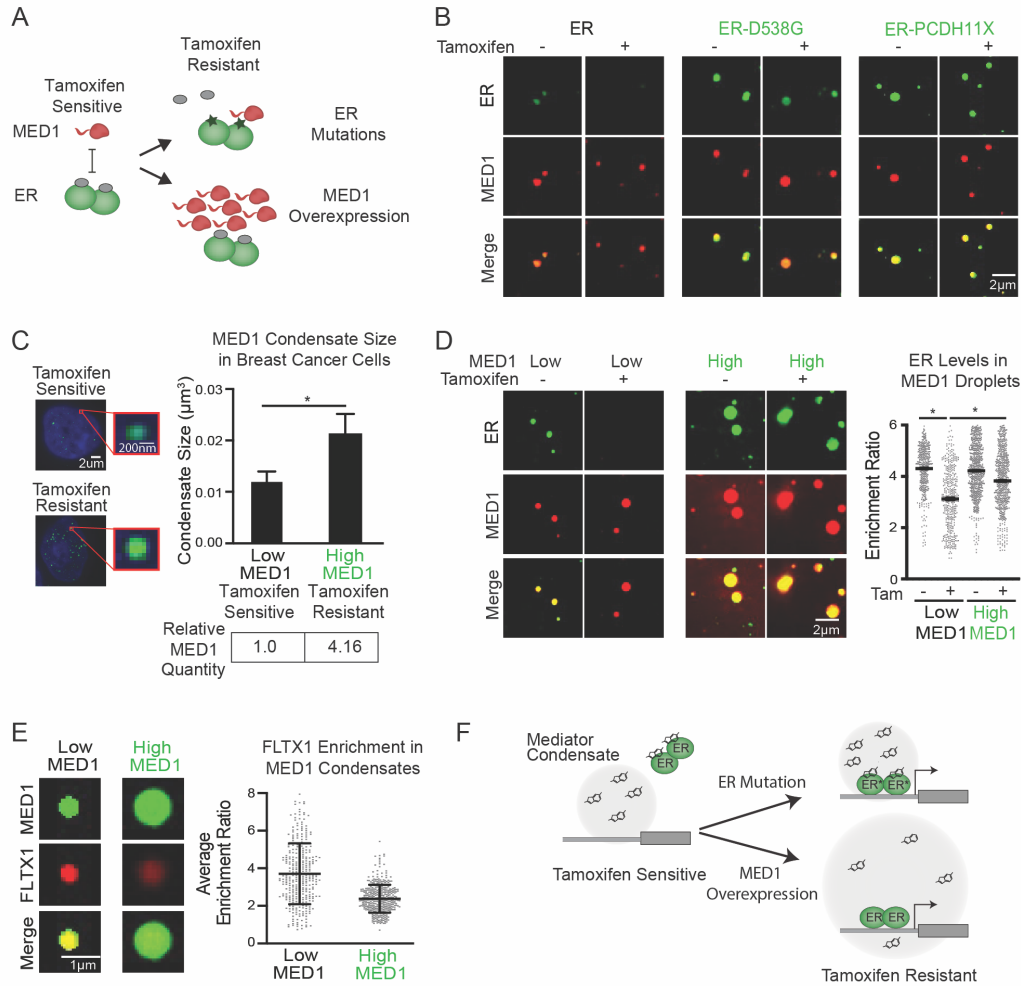 A
Tamoxifen
Sensitive
MED1
ER
Tamoxifen
Resistant
ER
Mutations
MED1
Overexpression
B
ER
ER-D538G
ER-PCDH11X
Tamoxifen - + - + - +
ER
MED1
Merge
2µm
C
Tamoxifen
Sensitive
200nm
2um
Tamoxifen
Resistant
MED1 Condensate Size
in Breast Cancer Cells
Condensate Size (µm³)
0.03
0.02
0.01
0.00
*
Low
MED1
Tamoxifen
Sensitive
High
MED1
Tamoxifen
Resistant
Relative
MED1
Quantity
1.0
4.16
D
MED1 Low Low High High
Tamoxifen - + - +
ER
MED1
Merge
2µm
ER Levels in
MED1 Droplets
Enrichment Ratio
6
4
2
0
* *
Tam - + - +
Low
MED1
High
MED1
E
Low
MED1
High
MED1
MED1
FLTX1
Merge
1µm
FLTX1 Enrichment in
MED1 Condensates
Average
Enrichment Ratio
8
6
4
2
0
Low
MED1
High
MED1
F
Mediator
Condensate
ER
ER
Tamoxifen Sensitive
ER Mutation
MED1
Overexpression
ER* ER*
ER ER
Tamoxifen Resistant